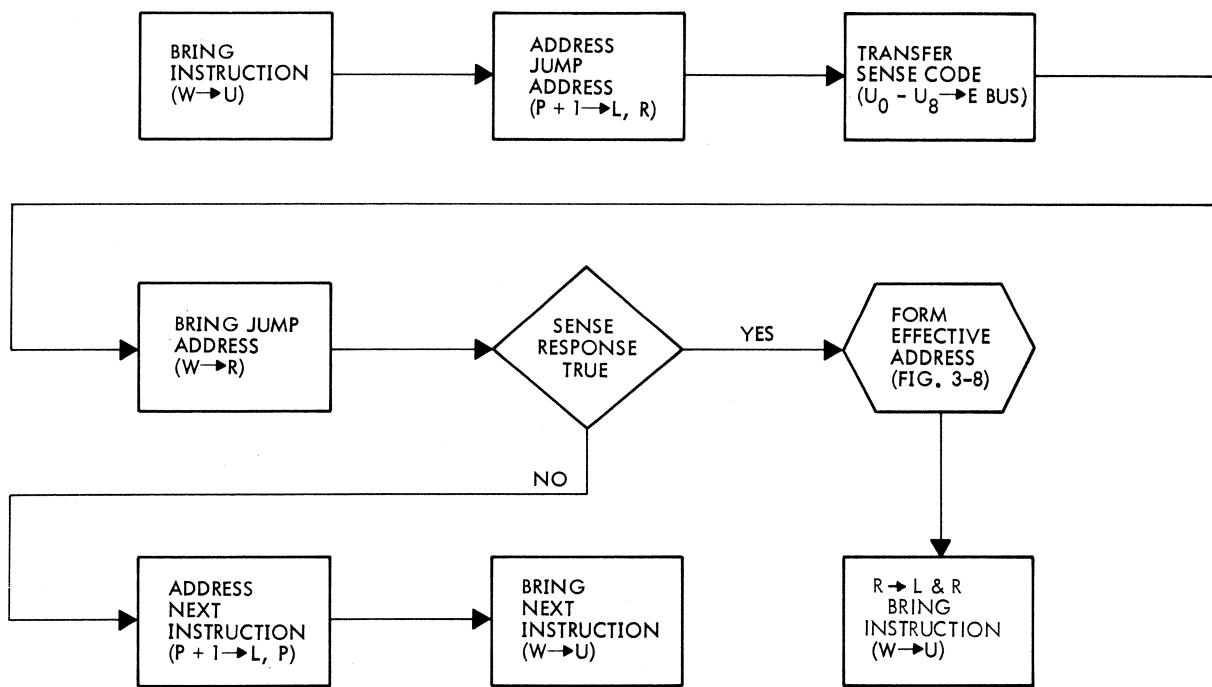 BRING
INSTRUCTION
(W→U)
ADDRESS
JUMP
ADDRESS
(P + 1→L, R)
TRANSFER
SENSE CODE
(U0 - U8→E BUS)
BRING JUMP
ADDRESS
(W→R)
SENSE
RESPONSE
TRUE
YES
FORM
EFFECTIVE
ADDRESS
(FIG. 3-8)
NO
ADDRESS
NEXT
INSTRUCTION
(P + 1→L, P)
BRING
NEXT
INSTRUCTION
(W→U)
R→L & R
BRING
INSTRUCTION
(W→U)